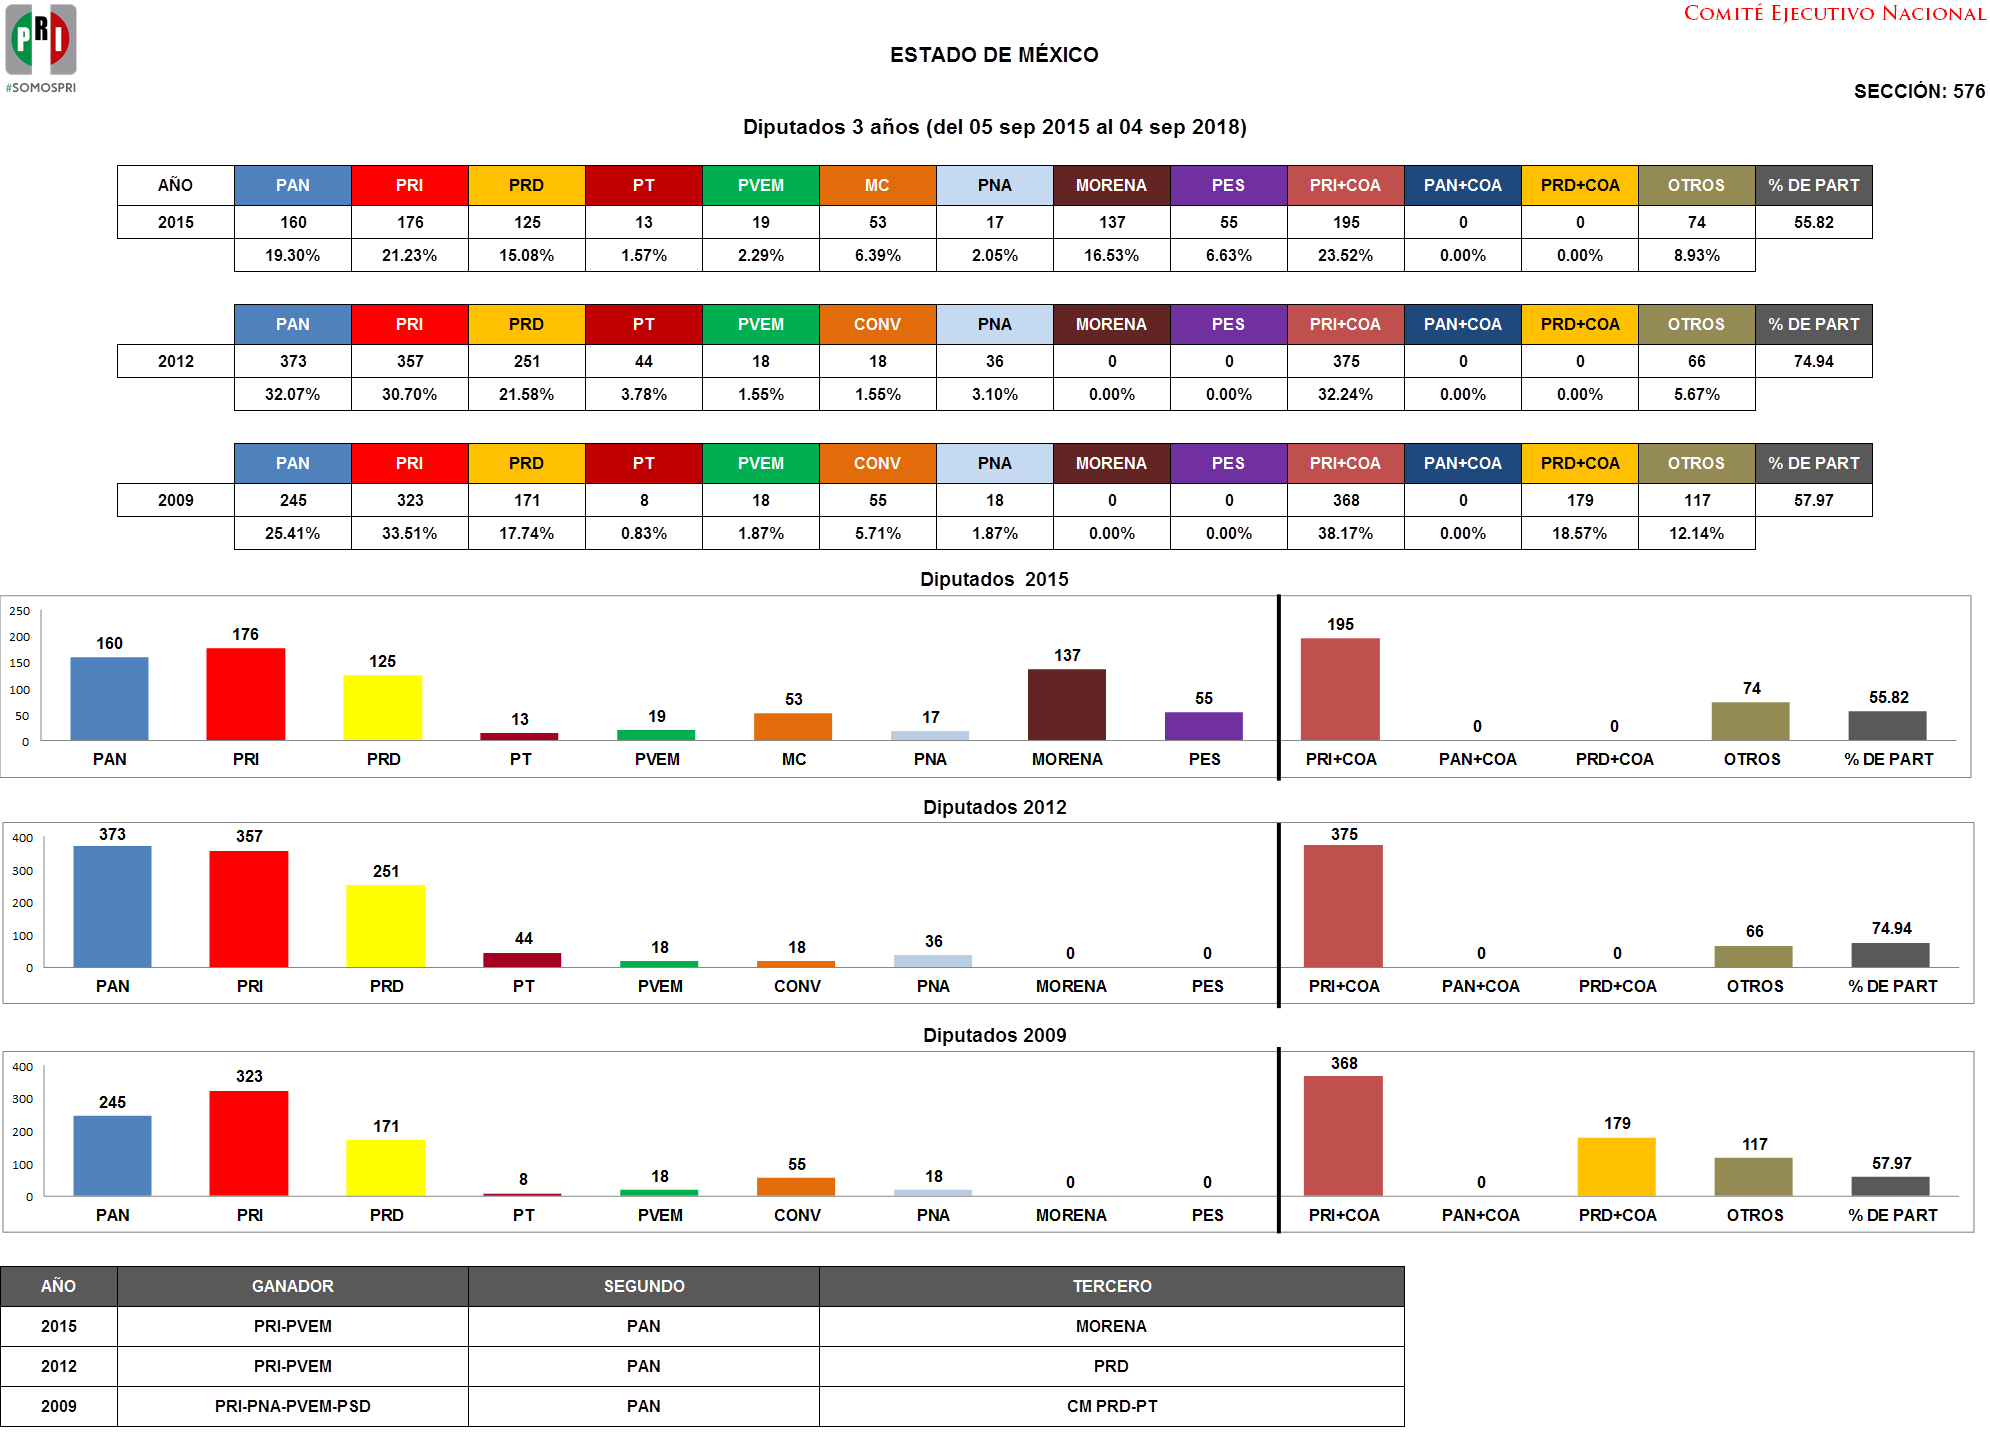 PRI
#SOMOSPRI
COMITÉ EJECUTIVO NACIONAL
ESTADO DE MÉXICO
SECCIÓN: 576
Diputados 3 años (del 05 sep 2015 al 04 sep 2018)
AÑO PAN PRI PRD PT PVEM MC PNA MORENA PES PRI+COA PAN+COA PRD+COA OTROS % DE PART
2015 160 176 125 13 19 53 17 137 55 195 0 0 74 55.82
19.30% 21.23% 15.08% 1.57% 2.29% 6.39% 2.05% 16.53% 6.63% 23.52% 0.00% 0.00% 8.93%
PAN PRI PRD PT PVEM CONV PNA MORENA PES PRI+COA PAN+COA PRD+COA OTROS % DE PART
2012 373 357 251 44 18 18 36 0 0 375 0 0 66 74.94
32.07% 30.70% 21.58% 3.78% 1.55% 1.55% 3.10% 0.00% 0.00% 32.24% 0.00% 0.00% 5.67%
PAN PRI PRD PT PVEM CONV PNA MORENA PES PRI+COA PAN+COA PRD+COA OTROS % DE PART
2009 245 323 171 8 18 55 18 0 0 368 0 179 117 57.97
25.41% 33.51% 17.74% 0.83% 1.87% 5.71% 1.87% 0.00% 0.00% 38.17% 0.00% 18.57% 12.14%
Diputados 2015
250
200
150
100
50
0
160 176 125 13 19 53 17 137 55 195 0 0 74 55.82
PAN PRI PRD PT PVEM MC PNA MORENA PES PRI+COA PAN+COA PRD+COA OTROS % DE PART
Diputados 2012
400
300
200
100
0
373 357 251 44 18 18 36 0 0 375 0 0 66 74.94
PAN PRI PRD PT PVEM CONV PNA MORENA PES PRI+COA PAN+COA PRD+COA OTROS % DE PART
Diputados 2009
400
300
200
100
0
245 323 171 8 18 55 18 0 0 368 0 179 117 57.97
PAN PRI PRD PT PVEM CONV PNA MORENA PES PRI+COA PAN+COA PRD+COA OTROS % DE PART
AÑO GANADOR SEGUNDO TERCERO
2015 PRI-PVEM PAN MORENA
2012 PRI-PVEM PAN PRD
2009 PRI-PNA-PVEM-PSD PAN CM PRD-PT